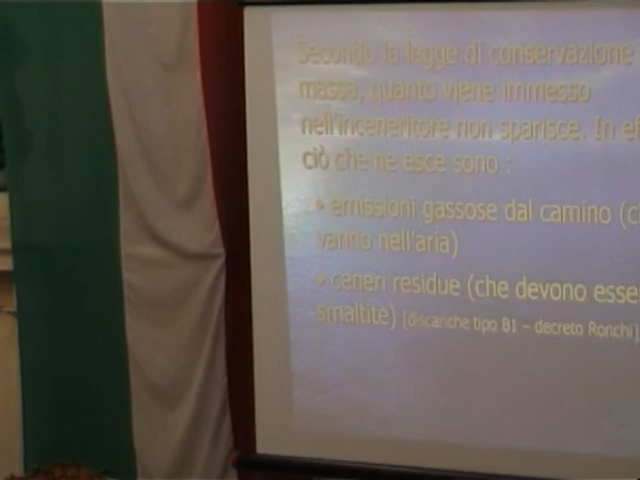 Secondo la legge di conservazione
massa, quanto viene immesso
nell'inceneritore non sparisce. In
ciò che ne esce sono :
• emissioni gassose dal camino
vanno nell'aria)
• ceneri residue (che devono
smaltite) [discariche tipo B1 – decreto Ronchi]